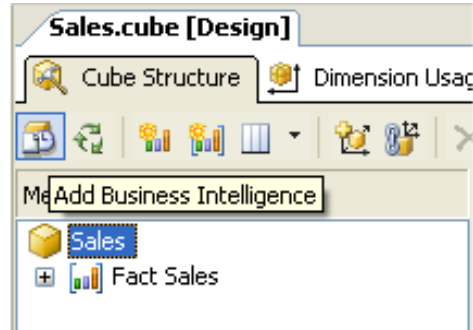 Sales.cube [Design]
Cube Structure Dimension Usag
Me Add Business Intelligence
Sales
Fact Sales